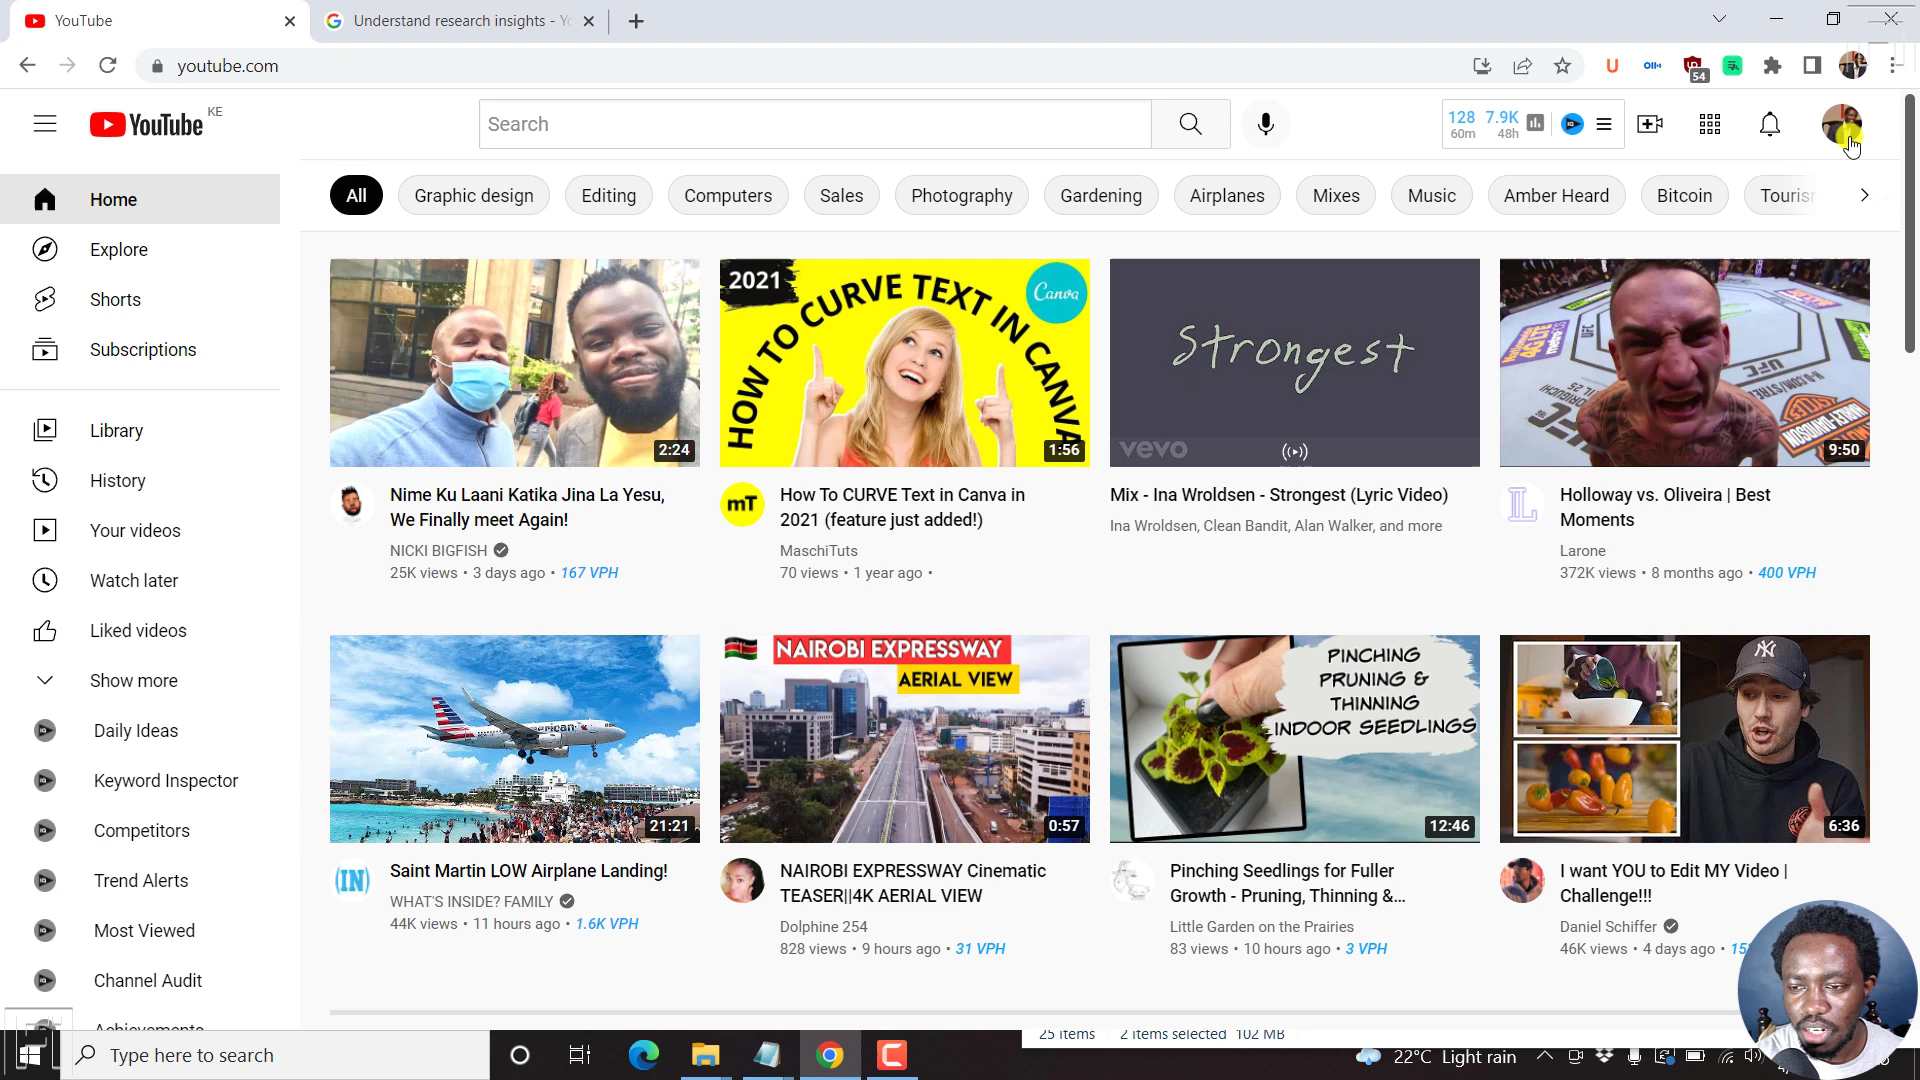 YouTube
Understand research insights - Yo
youtube.com
54
YouTube KE
Search
128 7.9K
60m 48h
Home
Explore
Shorts
Subscriptions
Library
History
Your videos
Watch later
Liked videos
Show more
Daily Ideas
Keyword Inspector
Competitors
Trend Alerts
Most Viewed
Channel Audit
Achievements
All Graphic design Editing Computers Sales Photography Gardening Airplanes Mixes Music Amber Heard Bitcoin Tourism
2:24
Nime Ku Laani Katika Jina La Yesu,
We Finally meet Again!
NICKI BIGFISH
25K views • 3 days ago • 167 VPH
2021
HOW TO CURVE TEXT IN CANVA
Canva
1:56
mT
How To CURVE Text in Canva in
2021 (feature just added!)
MaschiTuts
70 views • 1 year ago •
Strongest
vevo
Mix - Ina Wroldsen - Strongest (Lyric Video)
Ina Wroldsen, Clean Bandit, Alan Walker, and more
9:50
Holloway vs. Oliveira | Best
Moments
Larone
372K views • 8 months ago • 400 VPH
American
21:21
(IN)
Saint Martin LOW Airplane Landing!
WHAT'S INSIDE? FAMILY
44K views • 11 hours ago • 1.6K VPH
NAIROBI EXPRESSWAY
AERIAL VIEW
0:57
NAIROBI EXPRESSWAY Cinematic
TEASER||4K AERIAL VIEW
Dolphine 254
828 views • 9 hours ago • 31 VPH
PINCHING
PRUNING &
THINNING
INDOOR SEEDLINGS
12:46
Pinching Seedlings for Fuller
Growth - Pruning, Thinning &...
Little Garden on the Prairies
83 views • 10 hours ago • 3 VPH
6:36
I want YOU to Edit MY Video |
Challenge!!!
Daniel Schiffer
46K views • 4 days ago • 15
25 items 2 items selected 102 MB
Type here to search
22°C Light rain